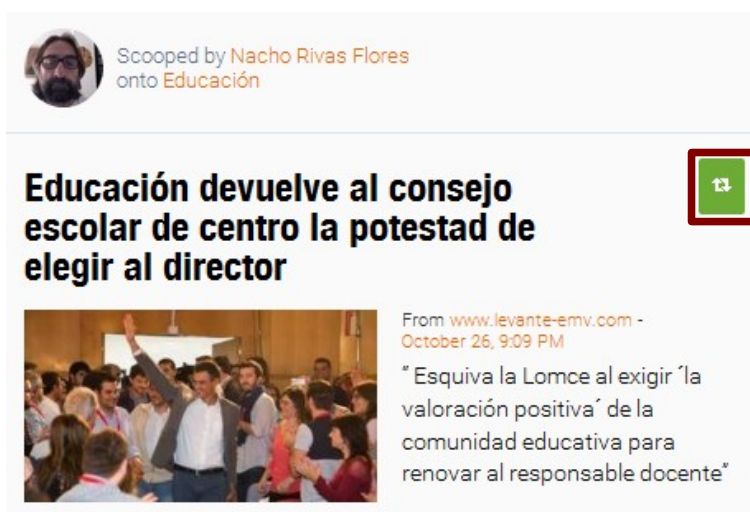 Scooped by Nacho Rivas Flores
onto Educación
Educación devuelve al consejo
escolar de centro la potestad de
elegir al director
From www.levante-emv.com -
October 26, 9:09 PM
" Esquiva la Lomce al exigir ´la
valoración positiva´ de la
comunidad educativa para
renovar al responsable docente"